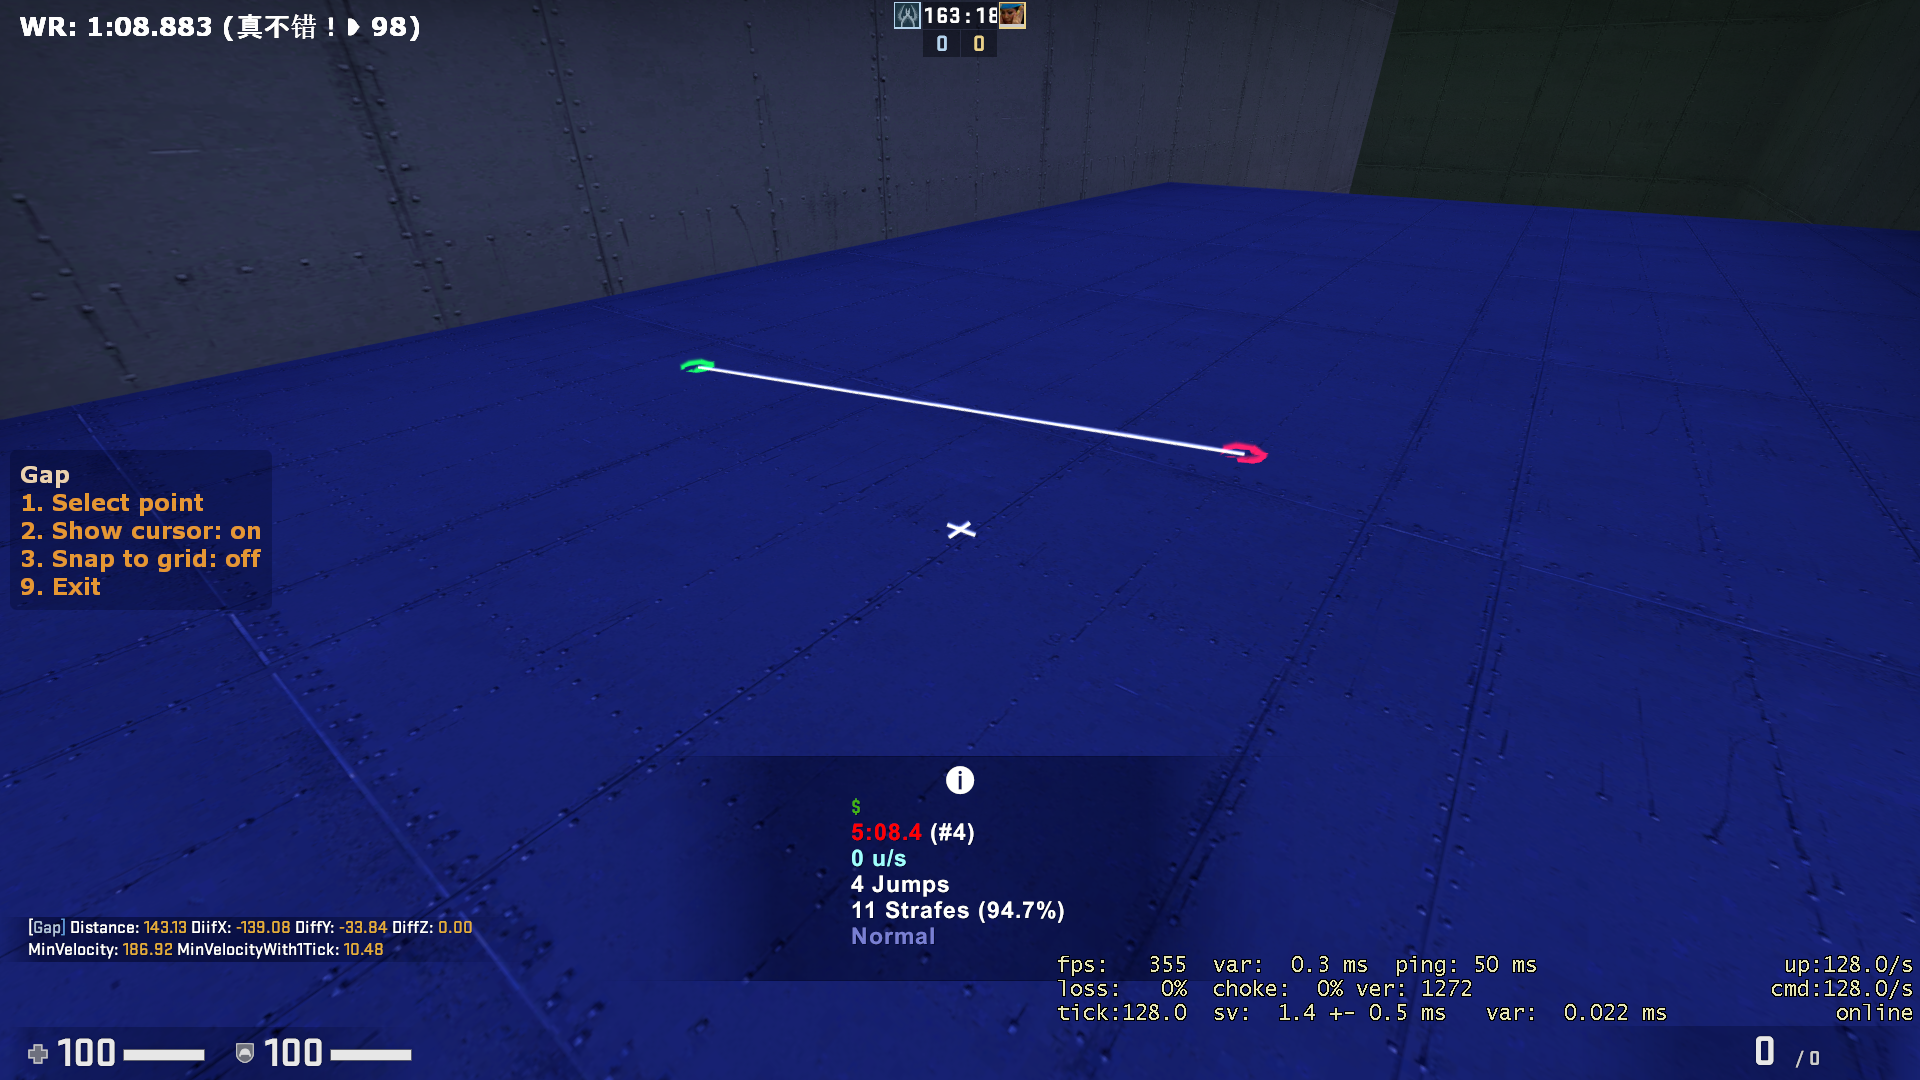 WR: 1:08.883 (真不错！◗ 98)
163:18
0 0
Gap
1. Select point
2. Show cursor: on
3. Snap to grid: off
9. Exit
$
5:08.4 (#4)
0 u/s
4 Jumps
11 Strafes (94.7%)
Normal
[Gap] Distance: 143.13 DiifX: -139.08 DiffY: -33.84 DiffZ: 0.00
MinVelocity: 186.92 MinVelocityWith1Tick: 10.48
fps: 355 var: 0.3 ms ping: 50 ms up:128.0/s
loss: 0% choke: 0% ver: 1272 cmd:128.0/s
tick:128.0 sv: 1.4 +- 0.5 ms var: 0.022 ms online
100 100 0 / 0